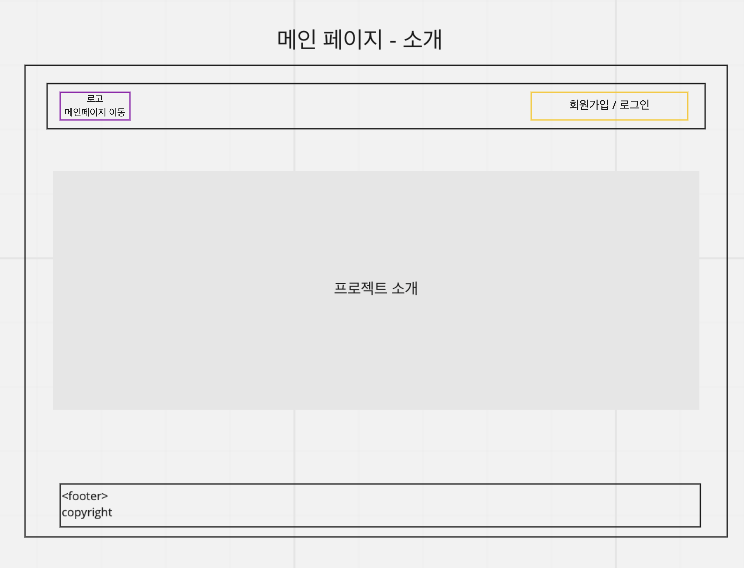 메인 페이지 - 소개
로고
메인페이지 이동
회원가입 / 로그인
프로젝트 소개
<footer>
copyright